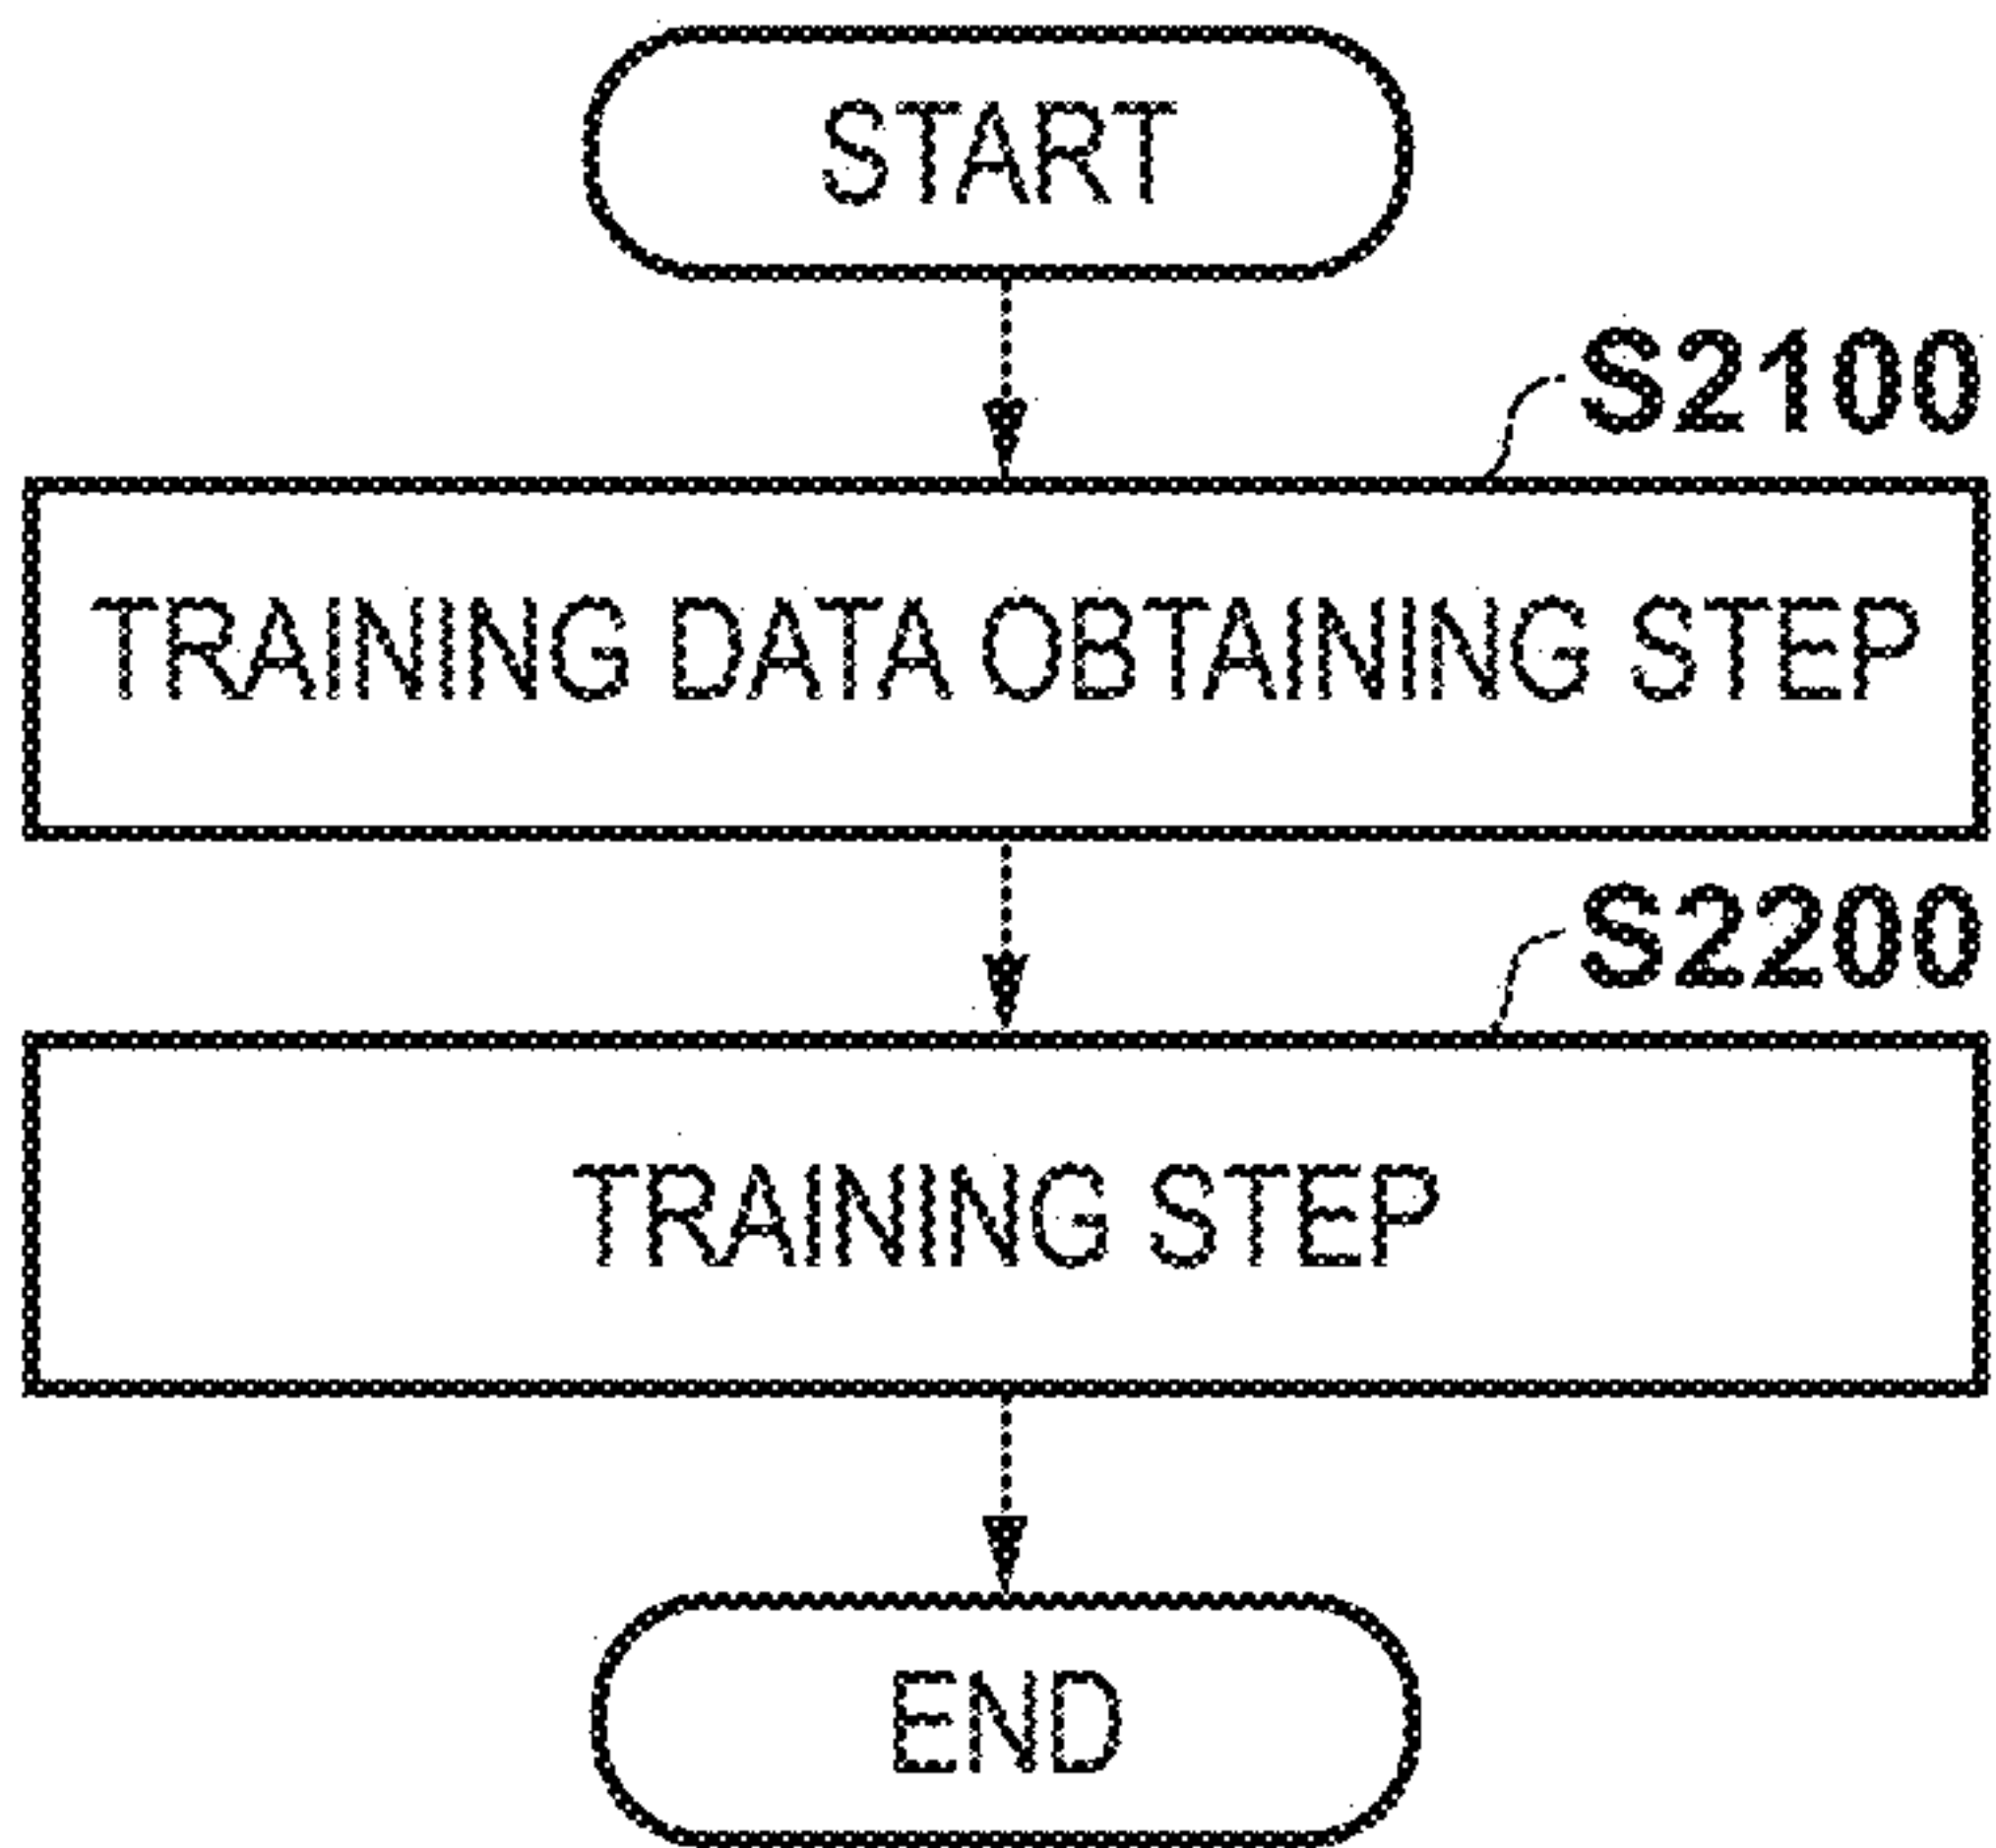 START
S2100
TRAINING DATA OBTAINING STEP
S2200
TRAINING STEP
END